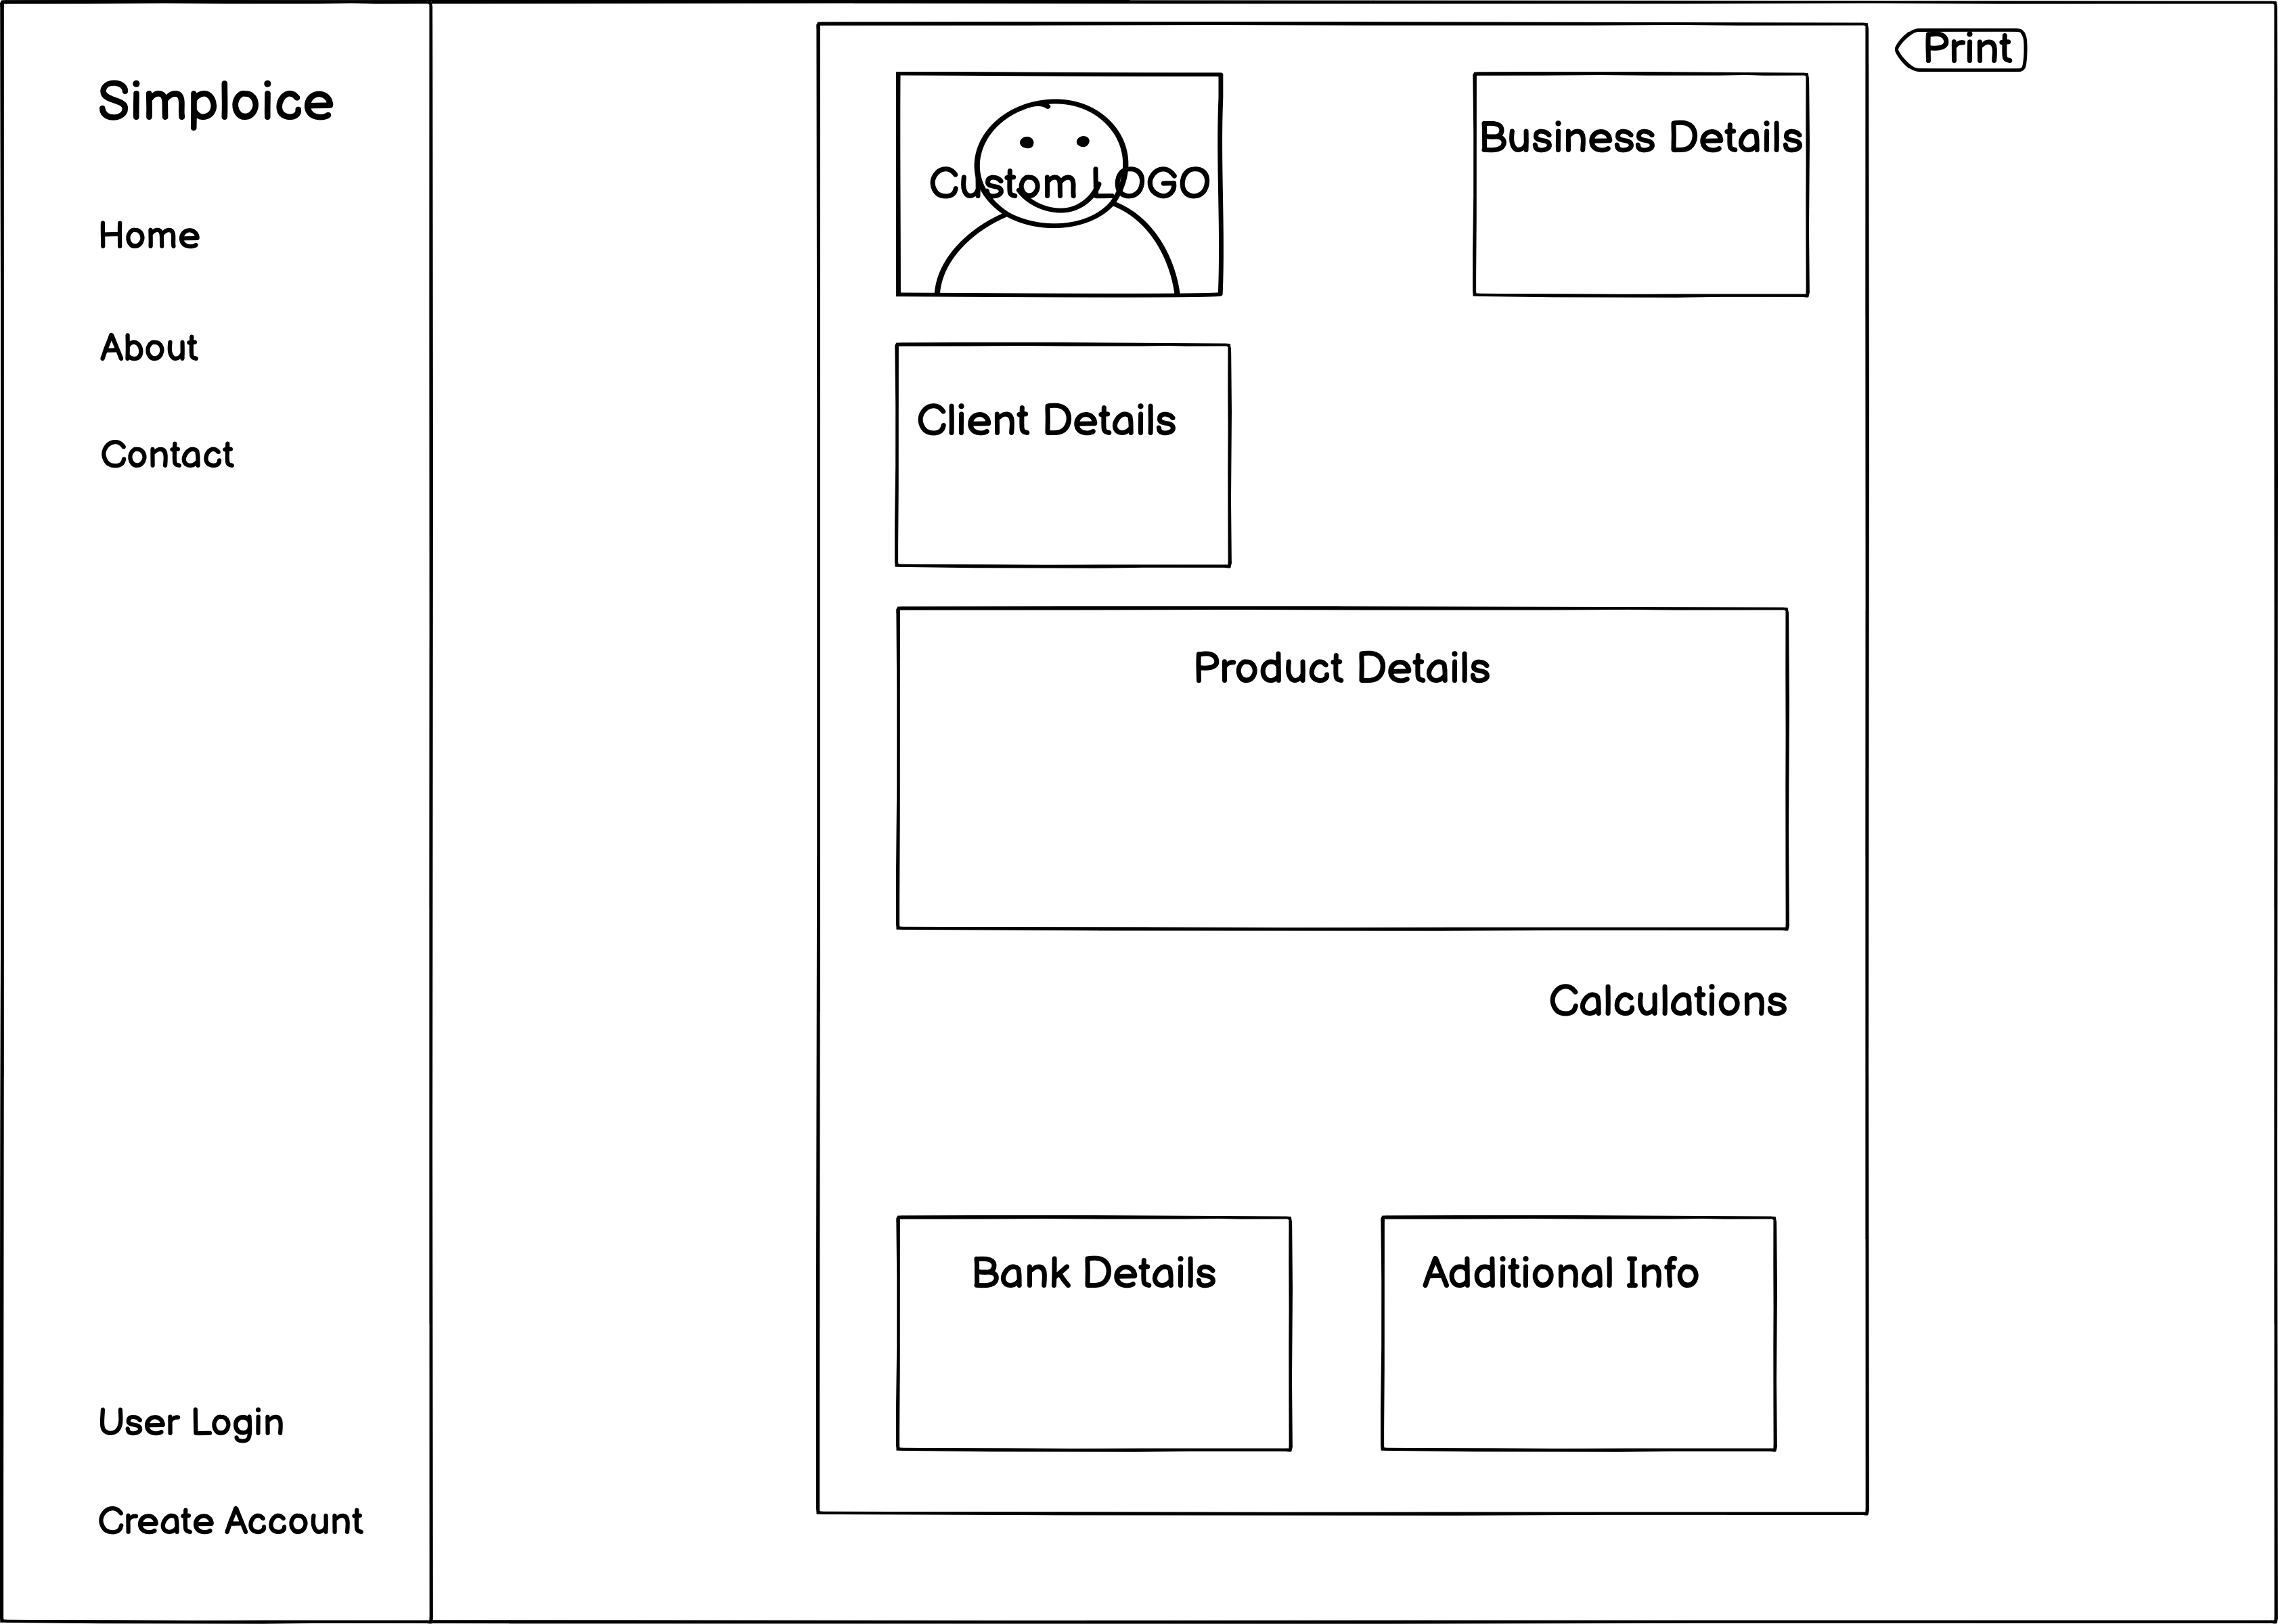 Simploice
Home
About
Contact
User Login
Create Account
Custom LOGO
Business Details
Client Details
Product Details
Calculations
Bank Details
Additional Info
Print